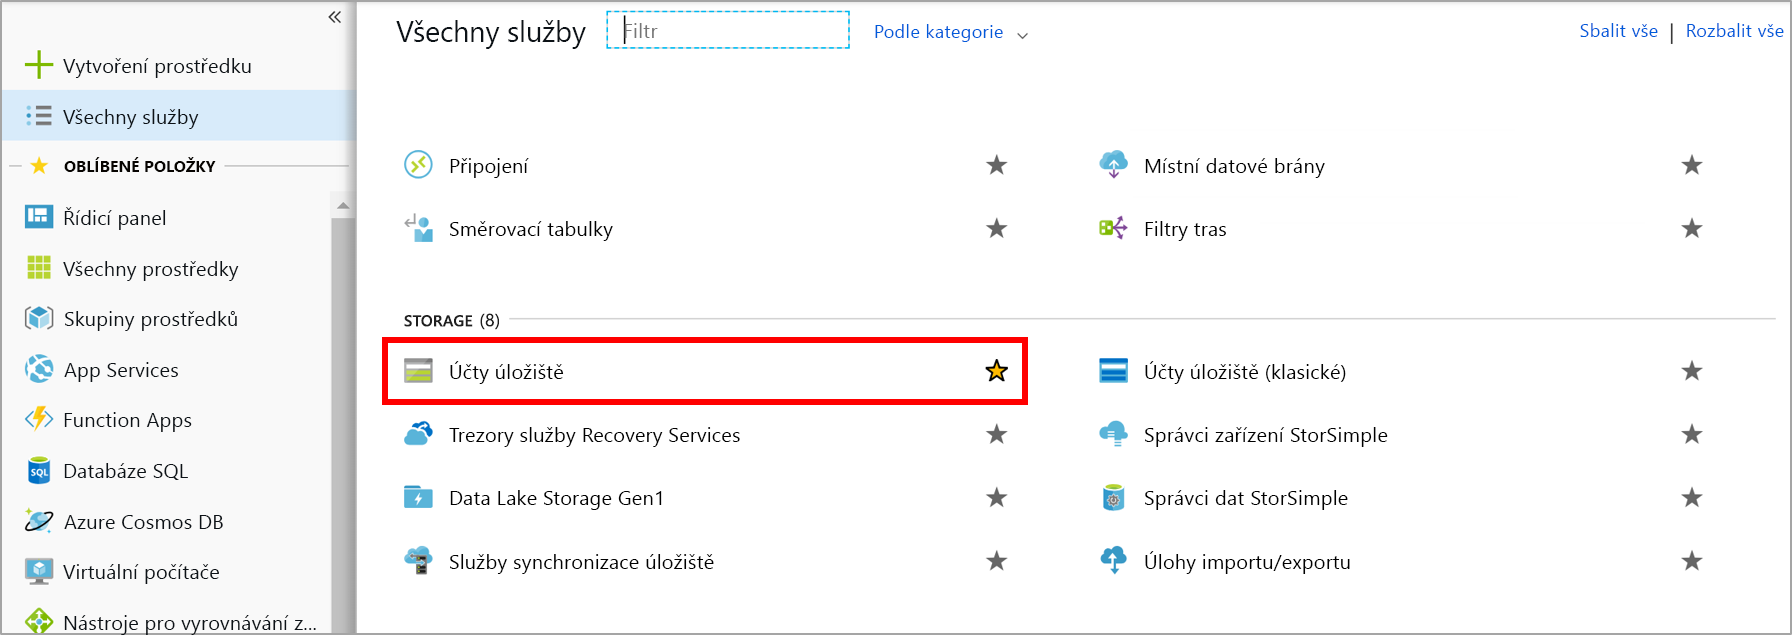 «
Vytvoření prostředku
Všechny služby
OBLÍBENÉ POLOŽKY
Řídicí panel
Všechny prostředky
Skupiny prostředků
App Services
Function Apps
SQL
Databáze SQL
Azure Cosmos DB
Virtuální počítače
Nástroje pro vyrovnávání z...
Všechny služby
Filtr
Podle kategorie
Sbalit vše | Rozbalit vše
Připojení
Místní datové brány
Směrovací tabulky
Filtry tras
STORAGE (8)
Účty úložiště
Účty úložiště (klasické)
Trezory služby Recovery Services
Správci zařízení StorSimple
Data Lake Storage Gen1
Správci dat StorSimple
Služby synchronizace úložiště
Úlohy importu/exportu